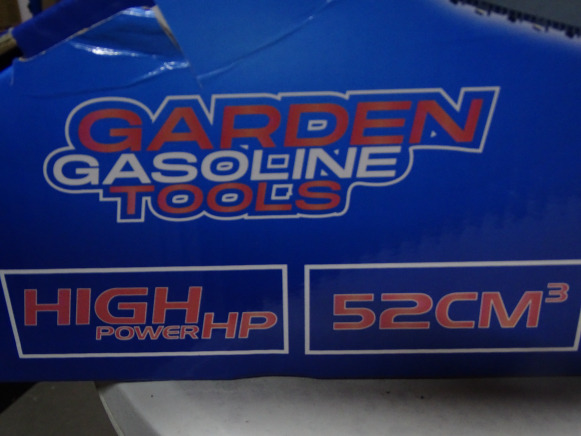 GARDEN
GASOLINE
TOOLS
HIGH POWER HP
52CM³